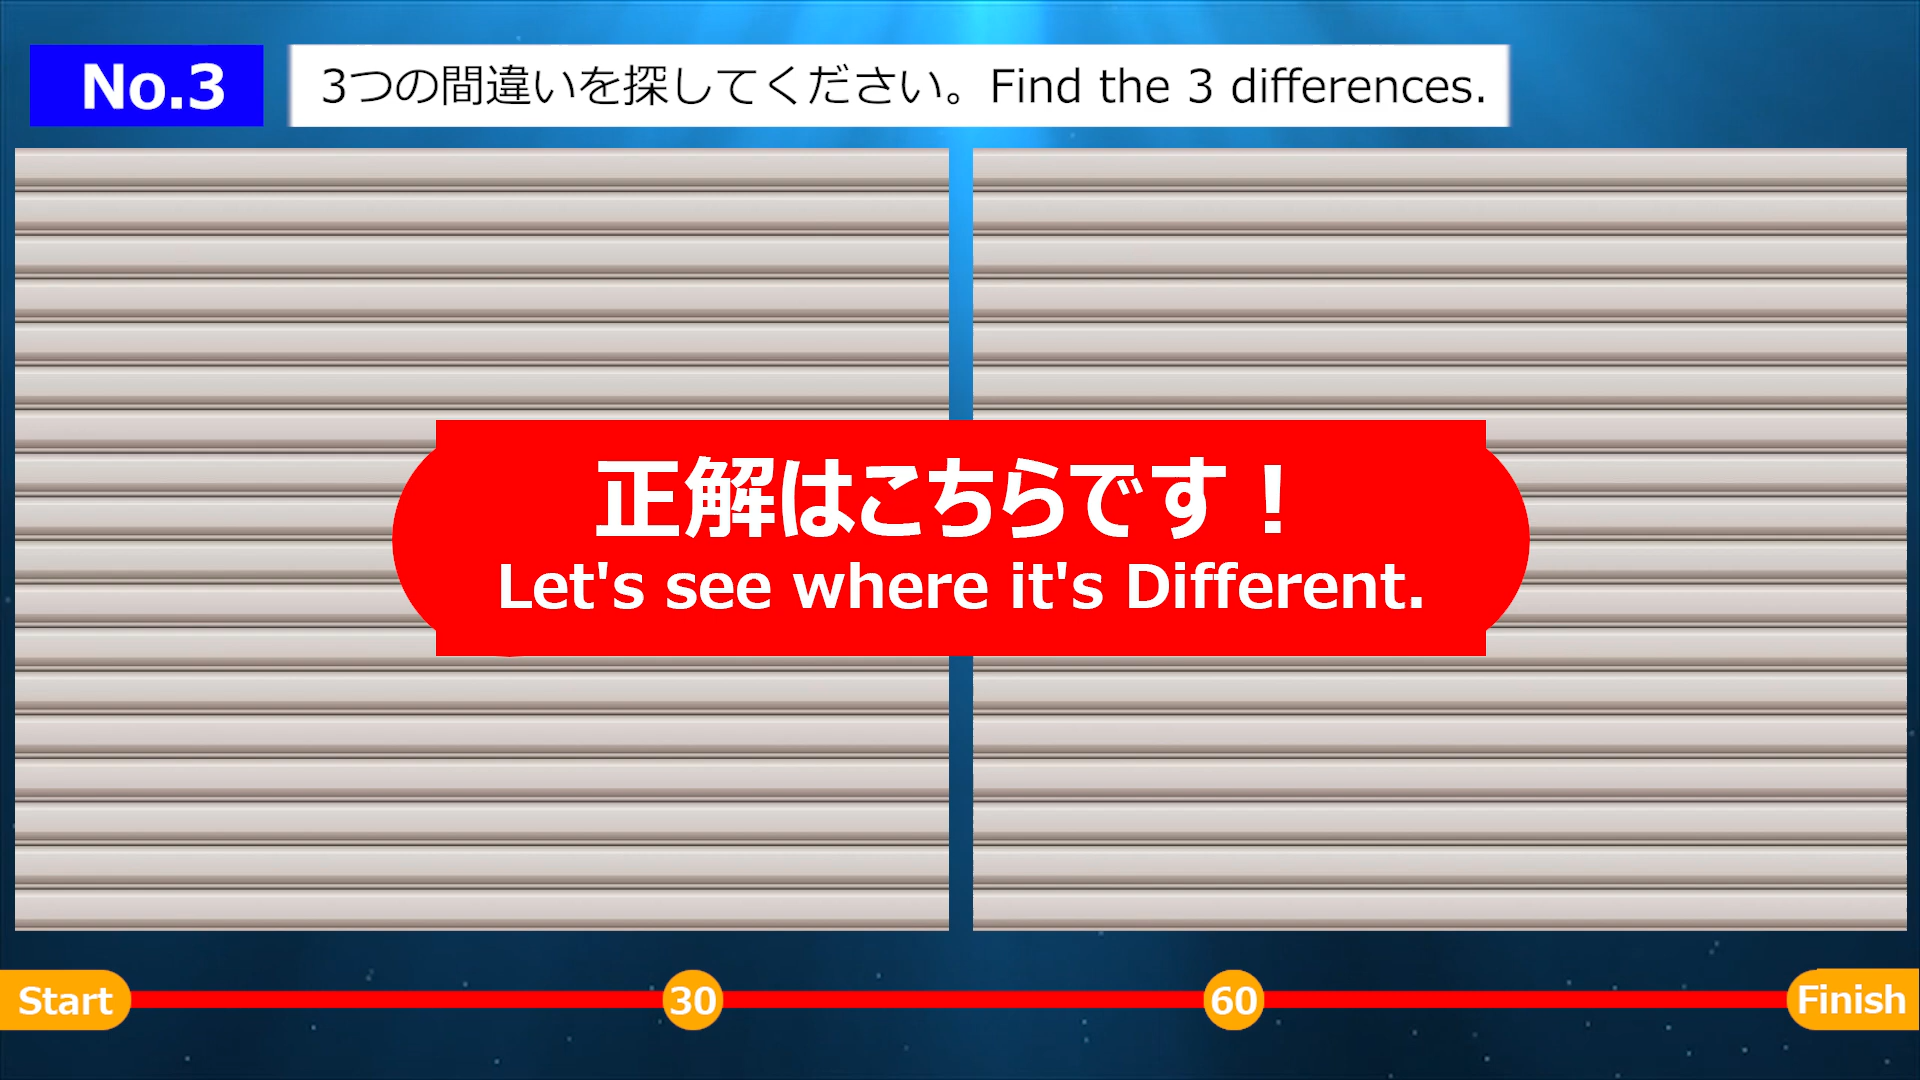 No.3
3つの間違いを探してください。Find the 3 differences.
正解はこちらです！
Let's see where it's Different.
Start
30
60
Finish